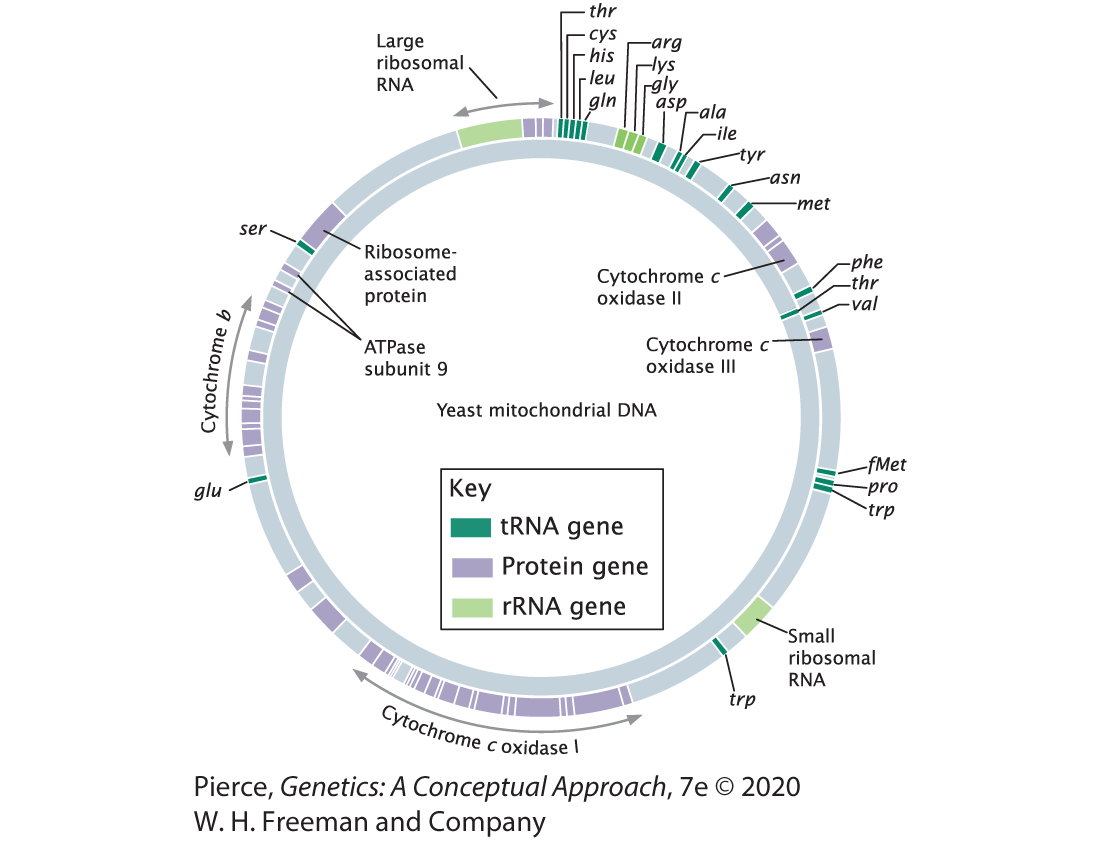 thr
cys
his
leu
gln
Large
ribosomal
RNA
arg
lys
gly
asp
ala
ile
tyr
asn
met
ser
Ribosome-
associated
protein
Cytochrome c
oxidase II
phe
thr
val
Cytochrome b
ATPase
subunit 9
Cytochrome c
oxidase III
Yeast mitochondrial DNA
fMet
pro
trp
glu
Key
tRNA gene
Protein gene
rRNA gene
Small
ribosomal
RNA
trp
Cytochrome c oxidase I
Pierce, Genetics: A Conceptual Approach, 7e © 2020
W. H. Freeman and Company